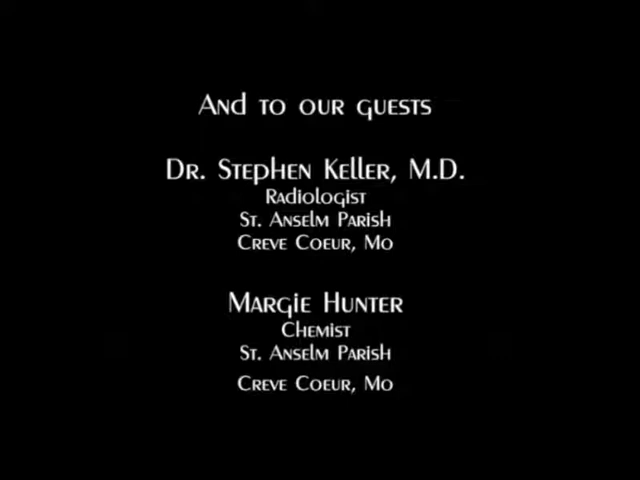 And to our guests
Dr. Stephen Keller, M.D.
Radiologist
St. Anselm Parish
Creve Coeur, Mo
Margie Hunter
Chemist
St. Anselm Parish
Creve Coeur, Mo